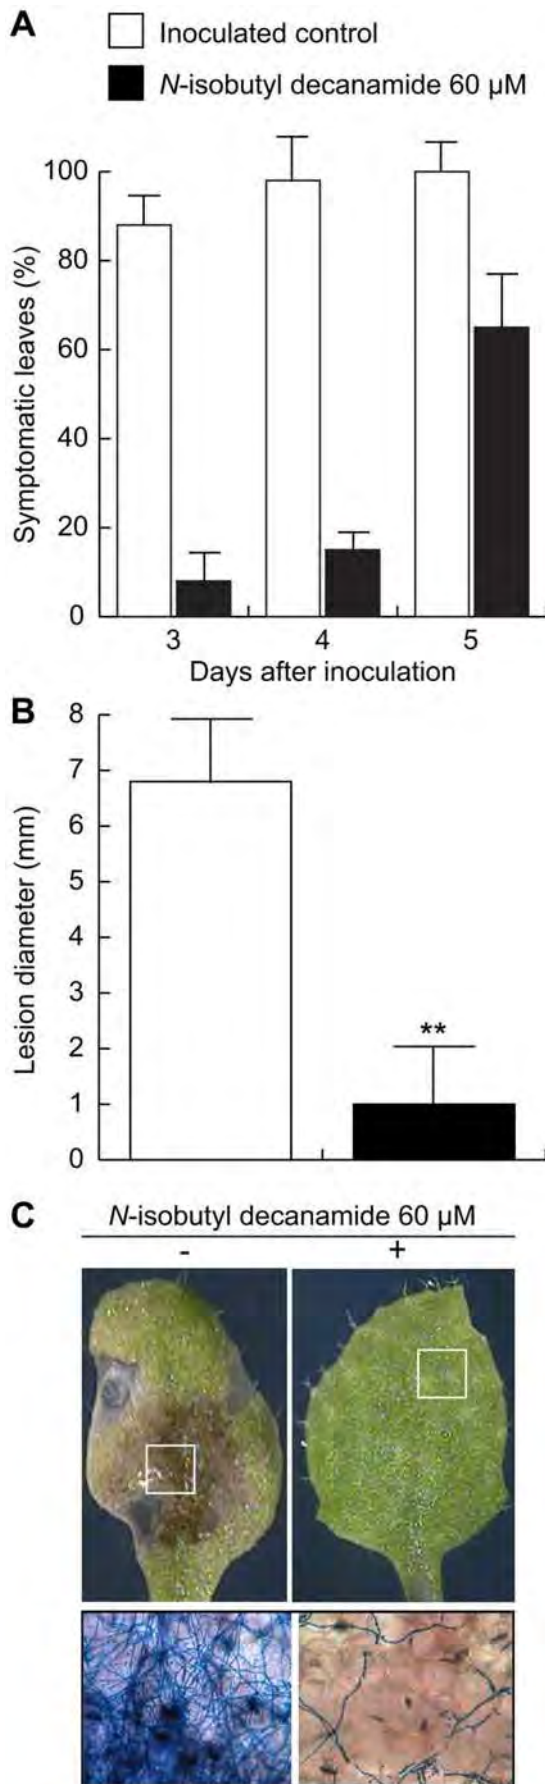 A
Inoculated control
N-isobutyl decanamide 60 µM
100
80
60
40
20
0
Symptomatic leaves (%)
3 4 5
Days after inoculation
B
8
7
6
5
4
3
2
1
0
Lesion diameter (mm)
**
C
N-isobutyl decanamide 60 µM
- +